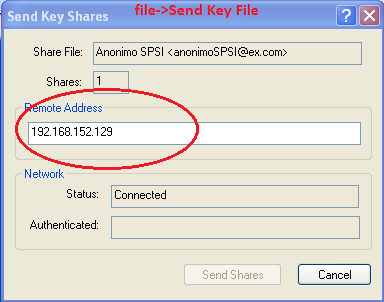 Send Key Shares
file->Send Key File
Share File: Anonimo SPSI <anonimoSPSI@ex.com>
Shares: 1
Remote Address
192.168.152.129
Network
Status: Connected
Authenticated:
Send Shares Cancel